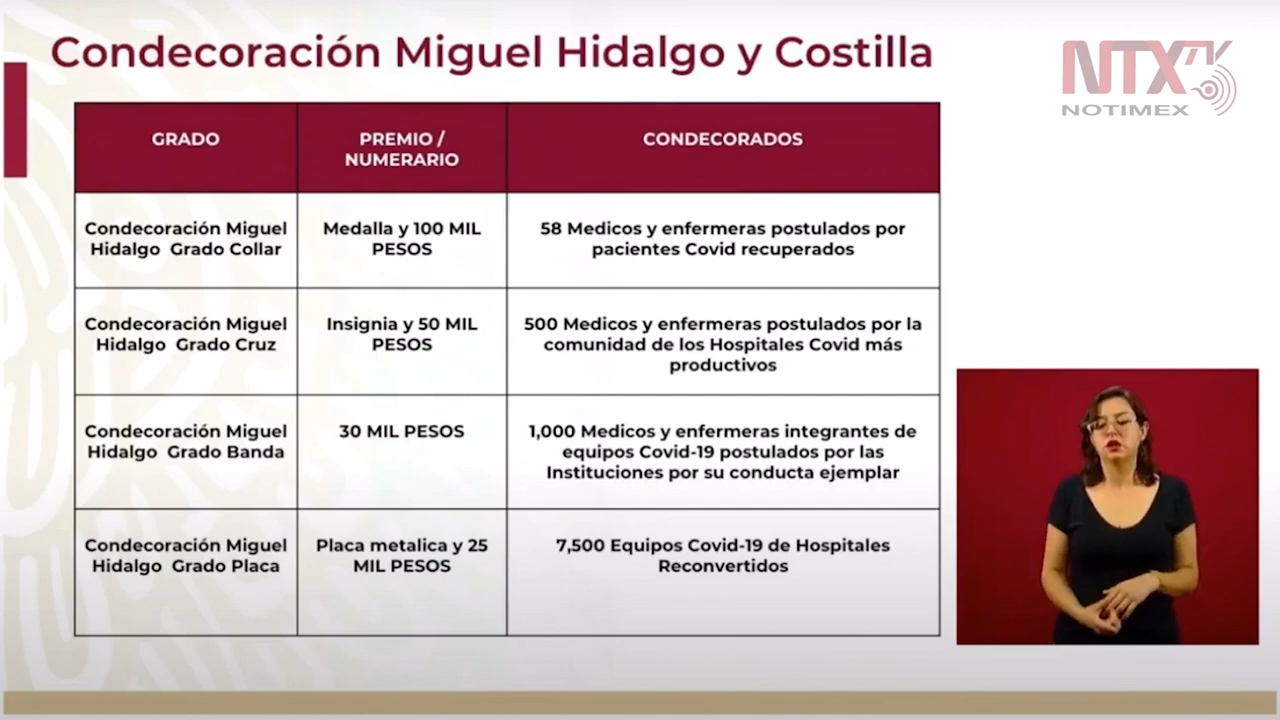 Condecoración Miguel Hidalgo y Costilla
NTX TV
NOTIMEX
GRADO
PREMIO /
NUMERARIO
CONDECORADOS
Condecoración Miguel
Hidalgo Grado Collar
Medalla y 100 MIL
PESOS
58 Medicos y enfermeras postulados por
pacientes Covid recuperados
Condecoración Miguel
Hidalgo Grado Cruz
Insignia y 50 MIL
PESOS
500 Medicos y enfermeras postulados por la
comunidad de los Hospitales Covid más
productivos
Condecoración Miguel
Hidalgo Grado Banda
30 MIL PESOS
1,000 Medicos y enfermeras integrantes de
equipos Covid-19 postulados por las
Instituciones por su conducta ejemplar
Condecoración Miguel
Hidalgo Grado Placa
Placa metalica y 25
MIL PESOS
7,500 Equipos Covid-19 de Hospitales
Reconvertidos